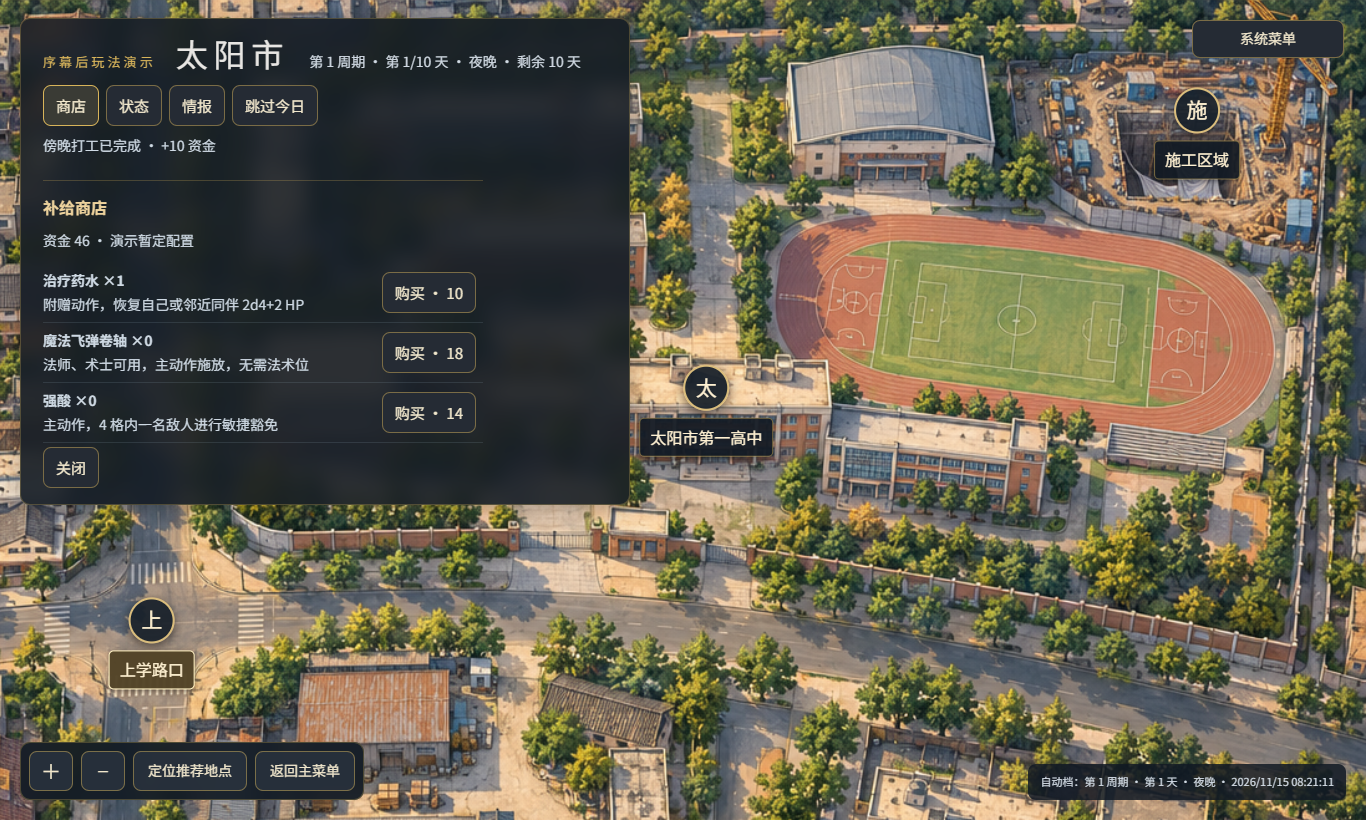 序幕后玩法演示 太阳市 第 1 周期 · 第 1/10 天 · 夜晚 · 剩余 10 天
系统菜单
商店 状态 情报 跳过今日
傍晚打工已完成 · +10 资金
补给商店
资金 46 · 演示暂定配置
治疗药水 ×1
附赠动作，恢复自己或邻近同伴 2d4+2 HP
购买 · 10
魔法飞弹卷轴 ×0
法师、术士可用，主动作施放，无需法术位
购买 · 18
强酸 ×0
主动作，4 格内一名敌人进行敏捷豁免
购买 · 14
关闭
施
施工区域
太
太阳市第一高中
上
上学路口
＋ － 定位推荐地点 返回主菜单
自动档：第 1 周期 · 第 1 天 · 夜晚 · 2026/11/15 08:21:11